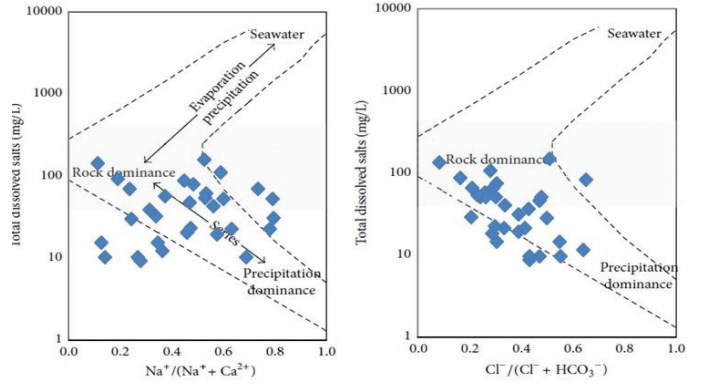 10000
1000
100
10
1
0.0
0.2
0.4
0.6
0.8
1.0
Total dissolved salts (mg/L)
Na⁺/(Na⁺ + Ca²⁺)
Seawater
Evaporation
precipitation
Rock dominance
Series
Precipitation
dominance
10000
1000
100
10
1
0.0
0.2
0.4
0.6
0.8
1.0
Total dissolved salts (mg/L)
Cl⁻/(Cl⁻ + HCO₃⁻)
Seawater
Rock dominance
Precipitation
dominance